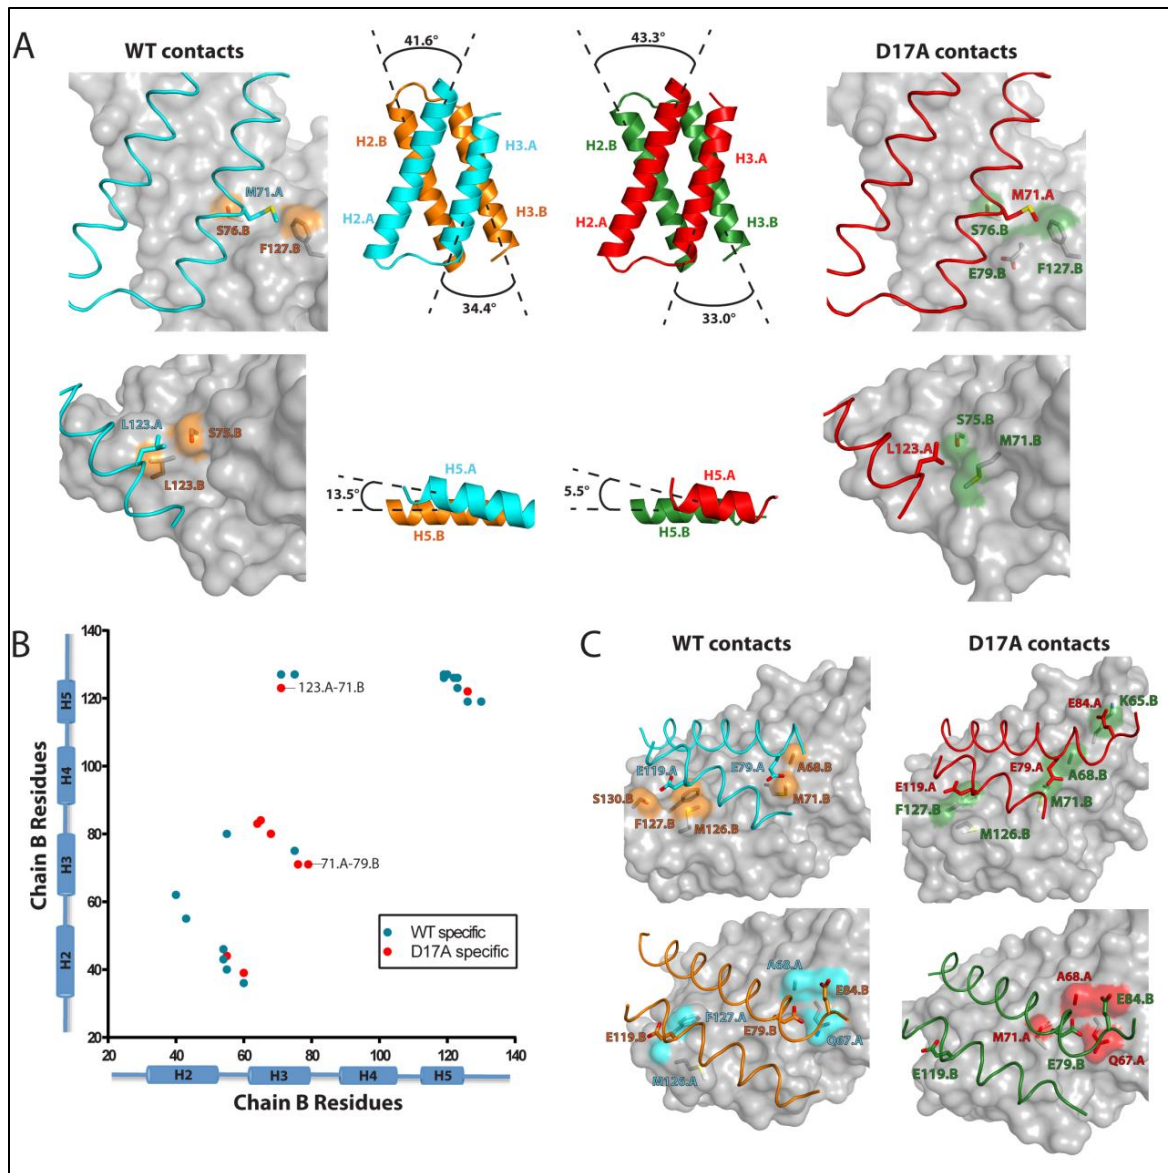 A
WT contacts
41.6°
43.3°
D17A contacts
H2.B
H3.A
H2.A
H3.B
34.4°
H2.B
H3.A
H2.A
H3.B
33.0°
M71.A
S76.B
F127.B
M71.A
S76.B
E79.B
F127.B
L123.A
S75.B
L123.B
13.5°
H5.A
H5.B
5.5°
H5.A
H5.B
S75.B
L123.A
M71.B
B
140
120
100
80
60
40
20
H5
H4
H3
H2
Chain B Residues
123.A-71.B
71.A-79.B
WT specific
D17A specific
20
40
60
80
100
120
140
H2
H3
H4
H5
Chain B Residues
C
WT contacts
D17A contacts
E119.A
E79.A
A68.B
S130.B
M71.B
F127.B
M126.B
E84.A
K65.B
E79.A
A68.B
E119.A
M71.B
F127.B
M126.B
A68.A
E84.B
F127.A
E119.B
E79.B
Q67.A
M126.A
A68.A
E84.B
M71.A
E119.B
E79.B
Q67.A